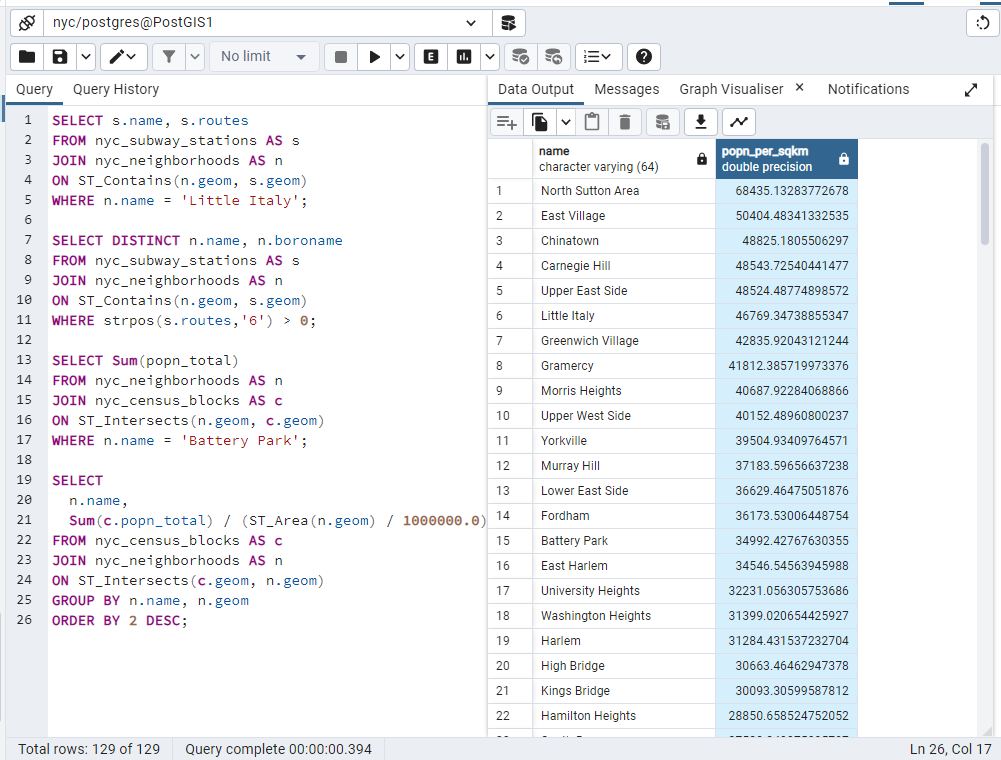 nyc/postgres@PostGIS1
No limit
E
Query Query History
1 SELECT s.name, s.routes
2 FROM nyc_subway_stations AS s
3 JOIN nyc_neighborhoods AS n
4 ON ST_Contains(n.geom, s.geom)
5 WHERE n.name = 'Little Italy';
6
7 SELECT DISTINCT n.name, n.boroname
8 FROM nyc_subway_stations AS s
9 JOIN nyc_neighborhoods AS n
10 ON ST_Contains(n.geom, s.geom)
11 WHERE strpos(s.routes,'6') > 0;
12
13 SELECT Sum(popn_total)
14 FROM nyc_neighborhoods AS n
15 JOIN nyc_census_blocks AS c
16 ON ST_Intersects(n.geom, c.geom)
17 WHERE n.name = 'Battery Park';
18
19 SELECT
20 n.name,
21 Sum(c.popn_total) / (ST_Area(n.geom) / 1000000.0)
22 FROM nyc_census_blocks AS c
23 JOIN nyc_neighborhoods AS n
24 ON ST_Intersects(c.geom, n.geom)
25 GROUP BY n.name, n.geom
26 ORDER BY 2 DESC;
Data Output Messages Graph Visualiser × Notifications
name popn_per_sqkm
character varying (64) double precision
1 North Sutton Area 68435.13283772678
2 East Village 50404.48341332535
3 Chinatown 48825.1805506297
4 Carnegie Hill 48543.72540441477
5 Upper East Side 48524.48774898572
6 Little Italy 46769.34738855347
7 Greenwich Village 42835.92043121244
8 Gramercy 41812.385719973376
9 Morris Heights 40687.92284068866
10 Upper West Side 40152.48960800237
11 Yorkville 39504.93409764571
12 Murray Hill 37183.59656637238
13 Lower East Side 36629.46475051876
14 Fordham 36173.53006448754
15 Battery Park 34992.42767630355
16 East Harlem 34546.54563945988
17 University Heights 32231.056305753686
18 Washington Heights 31399.020654425927
19 Harlem 31284.431537232704
20 High Bridge 30663.46462947378
21 Kings Bridge 30093.30599587812
22 Hamilton Heights 28850.658524752052
Total rows: 129 of 129 Query complete 00:00:00.394 Ln 26, Col 17